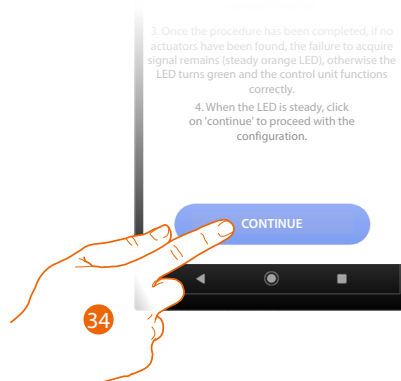 3. Once the procedure has been completed, if no
actuators have been found, the failure to acquire
signal remains (steady orange LED), otherwise the
LED turns green and the control unit functions
correctly.
4. When the LED is steady, click
on 'continue' to proceed with the
configuration.
CONTINUE
34